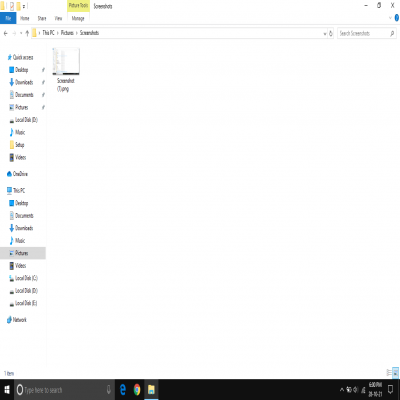 Picture Tools
Screenshots
File
Home
Share
View
Manage
This PC > Pictures > Screenshots
Search Screenshots
Quick access
Desktop
Downloads
Documents
Pictures
Local Disk (D:)
Music
Setup
Videos
OneDrive
This PC
Desktop
Documents
Downloads
Music
Pictures
Videos
Local Disk (C:)
Local Disk (D:)
Local Disk (E:)
Network
Screenshot
(1).png
1 item
Type here to search
6:00 PM
28-10-21